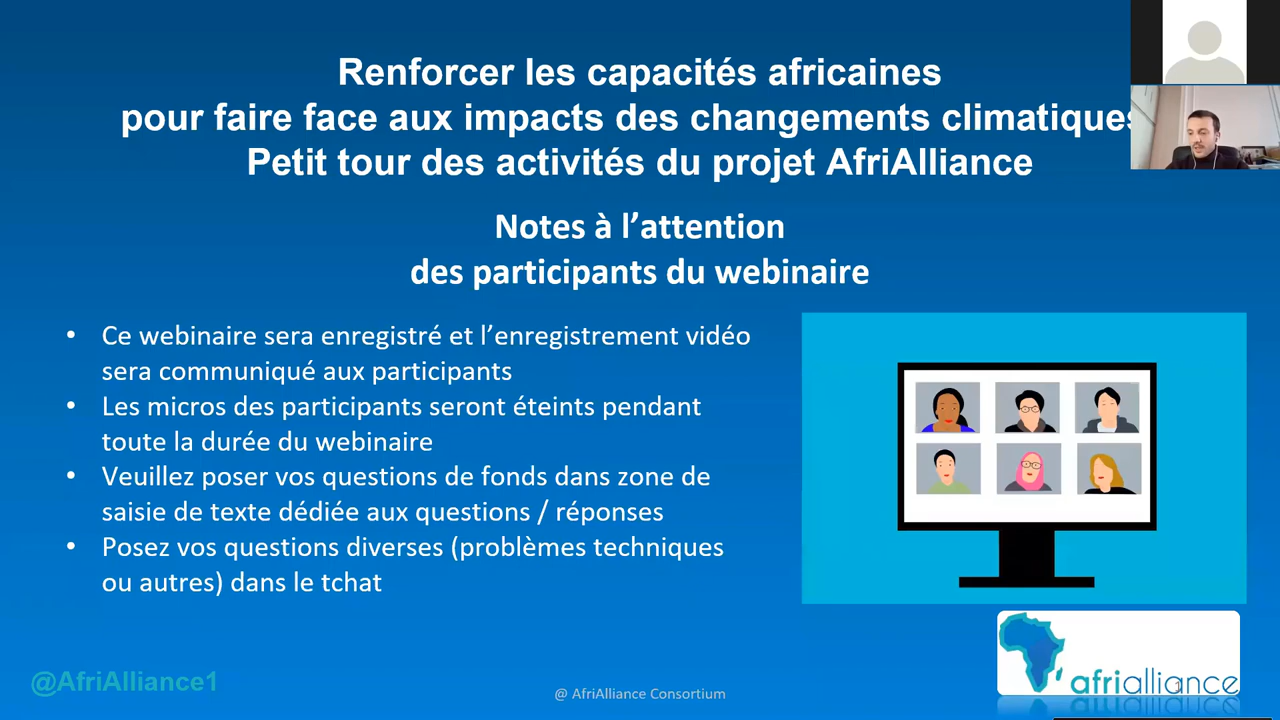 Renforcer les capacités africaines
pour faire face aux impacts des changements climatiques
Petit tour des activités du projet AfriAlliance
Notes à l’attention
des participants du webinaire
• Ce webinaire sera enregistré et l’enregistrement vidéo
sera communiqué aux participants
• Les micros des participants seront éteints pendant
toute la durée du webinaire
• Veuillez poser vos questions de fonds dans zone de
saisie de texte dédiée aux questions / réponses
• Posez vos questions diverses (problèmes techniques
ou autres) dans le tchat
afrialliance
@AfriAlliance1
@ AfriAlliance Consortium